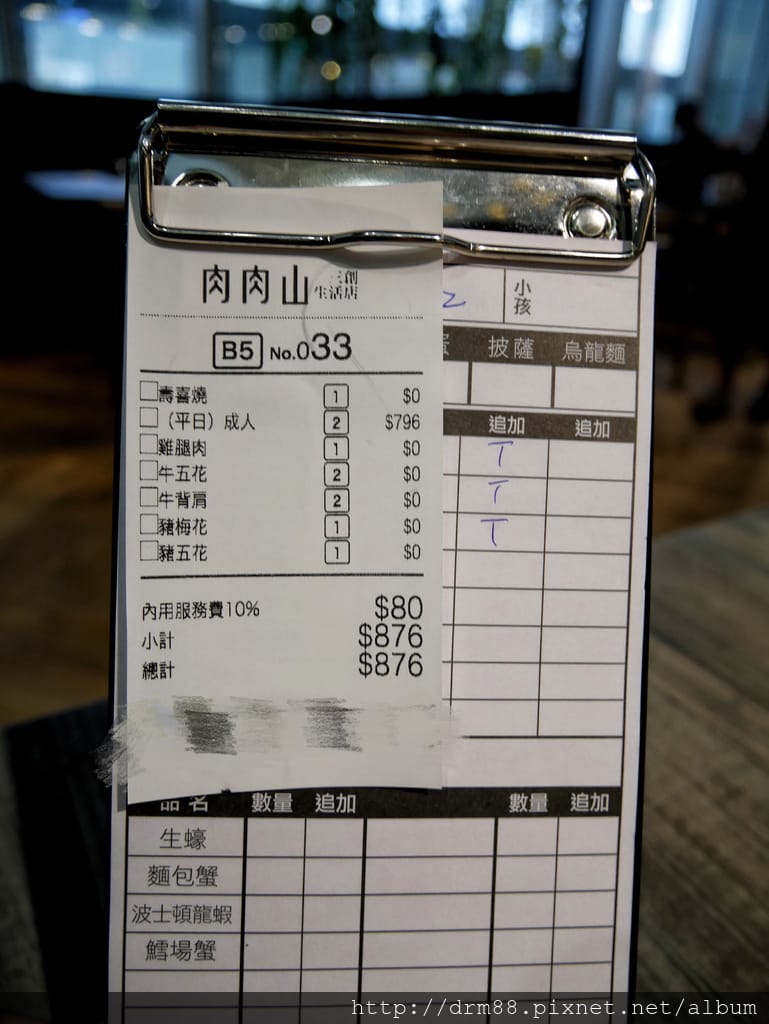 肉肉山 三創
生活店
B5 No.033
壽喜燒 1 $0
(平日) 成人 2 $796
雞腿肉 1 $0
牛五花 2 $0
牛背肩 2 $0
豬梅花 1 $0
豬五花 1 $0
內用服務費10% $80
小計 $876
總計 $876
2 小孩
披薩 烏龍麵
追加 追加
T
T
T
品名 數量 追加 數量 追加
生蠔
麵包蟹
波士頓龍蝦
鱈場蟹
http://drm88.pixnet.net/album